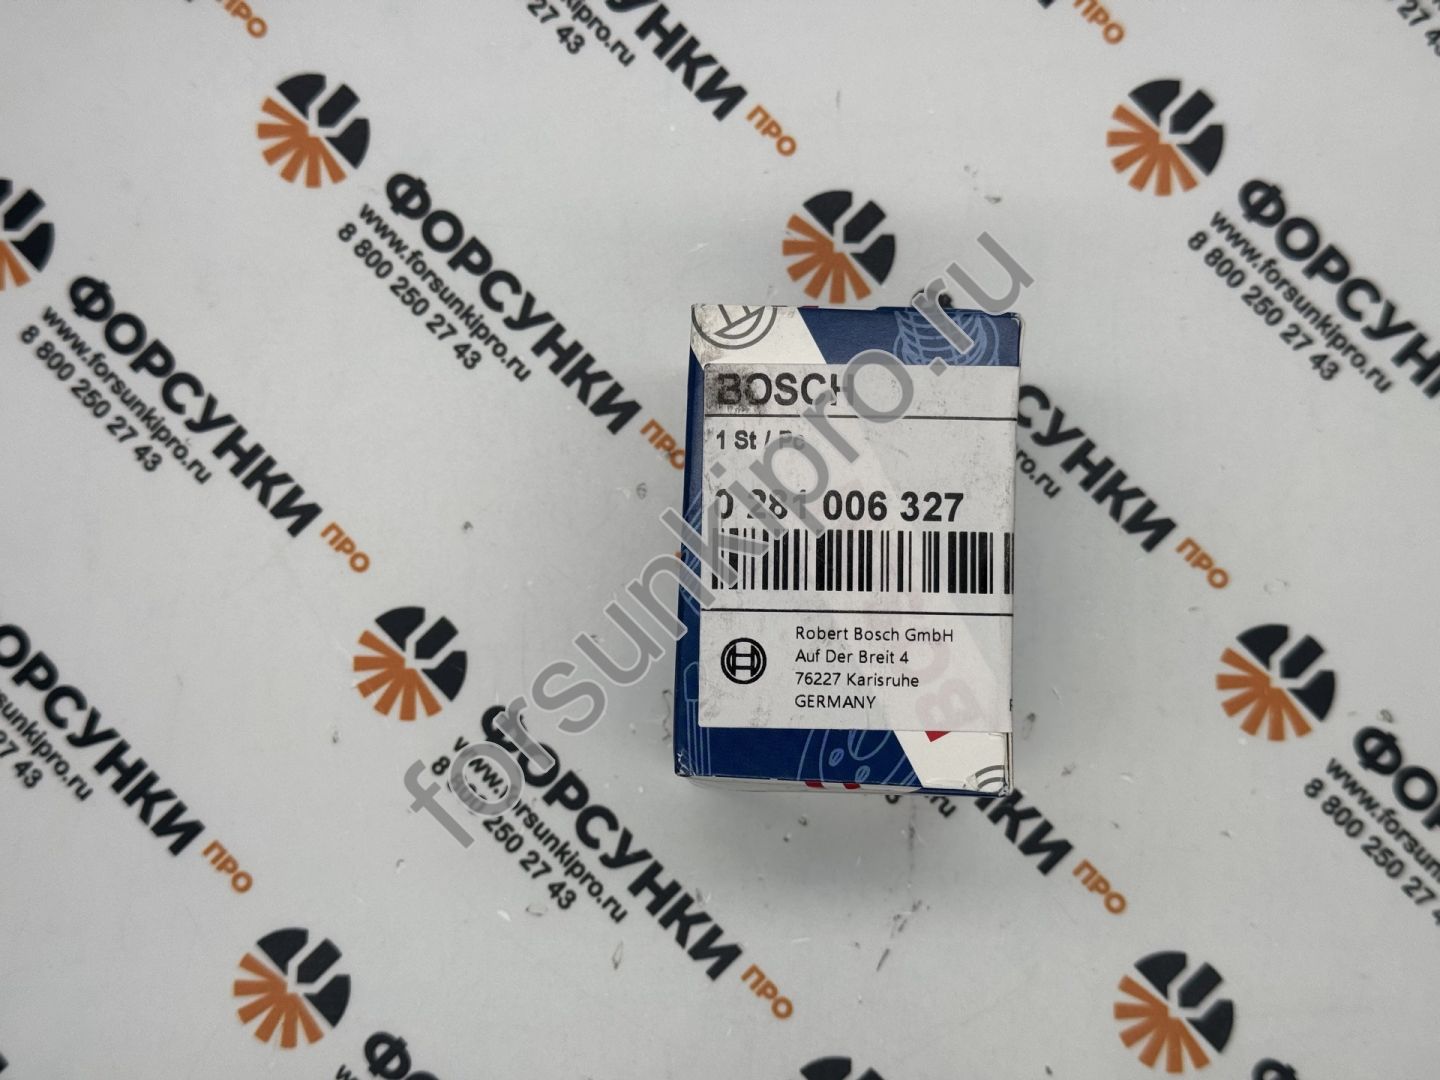 BOSCH
1 St / Pc
0 281 006 327
Robert Bosch GmbH
Auf Der Breit 4
76227 Karisruhe
GERMANY
forsunkipro.ru
ФОРСУНКИ ПРО
www.forsunkipro.ru
8 800 250 27 43